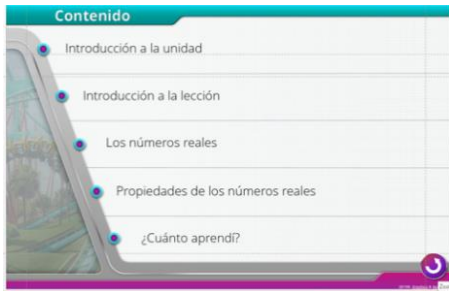 Contenido
Introducción a la unidad
Introducción a la lección
Los números reales
Propiedades de los números reales
¿Cuánto aprendí?